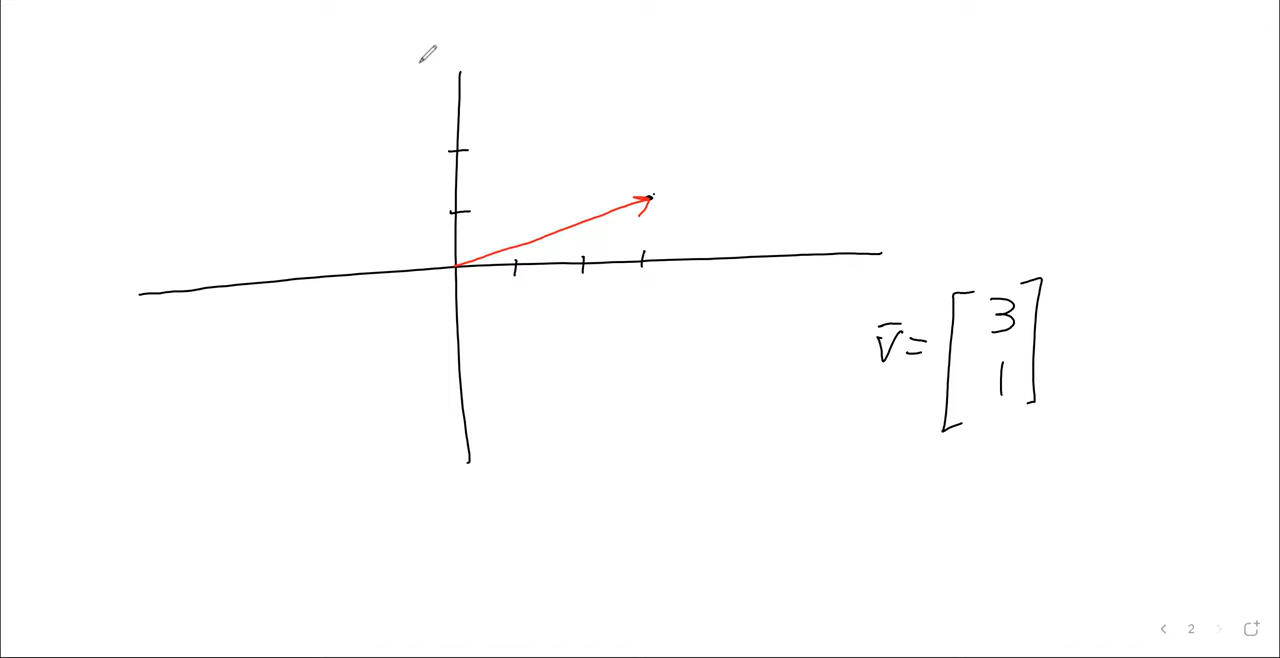 v̅ = [3
1]
2